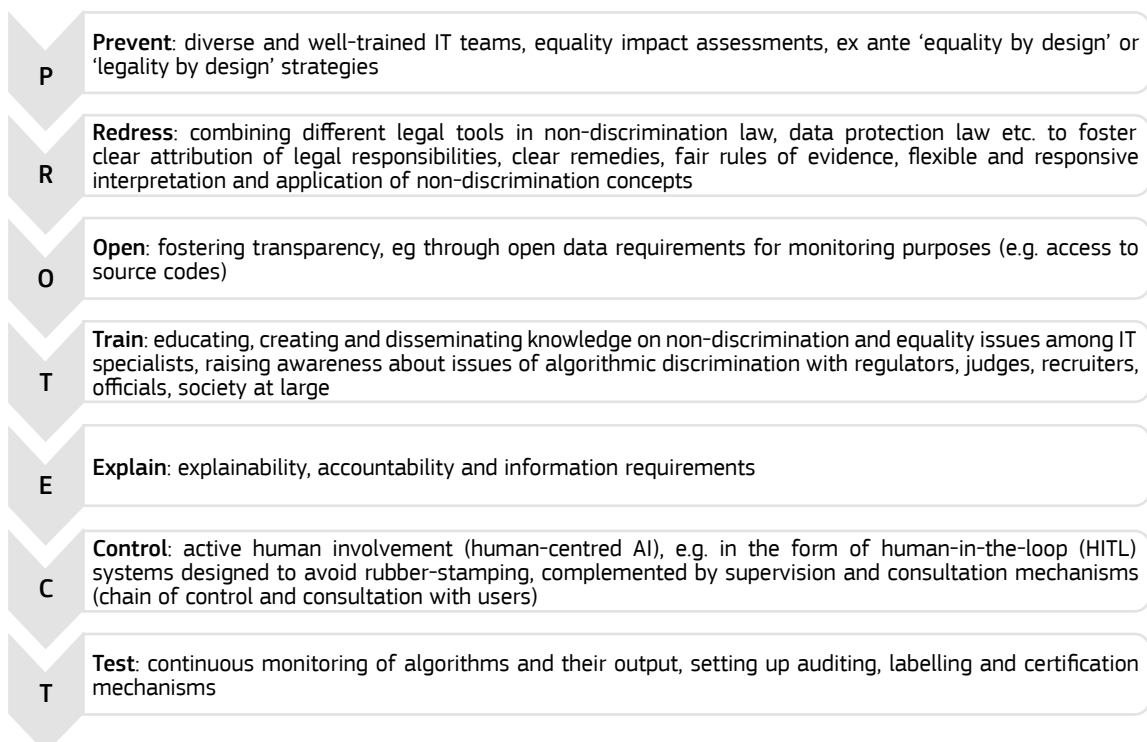 P
Prevent: diverse and well-trained IT teams, equality impact assessments, ex ante ‘equality by design’ or
‘legality by design’ strategies
R
Redress: combining different legal tools in non-discrimination law, data protection law etc. to foster
clear attribution of legal responsibilities, clear remedies, fair rules of evidence, flexible and responsive
interpretation and application of non-discrimination concepts
O
Open: fostering transparency, eg through open data requirements for monitoring purposes (e.g. access to
source codes)
T
Train: educating, creating and disseminating knowledge on non-discrimination and equality issues among IT
specialists, raising awareness about issues of algorithmic discrimination with regulators, judges, recruiters,
officials, society at large
E
Explain: explainability, accountability and information requirements
C
Control: active human involvement (human-centred AI), e.g. in the form of human-in-the-loop (HITL)
systems designed to avoid rubber-stamping, complemented by supervision and consultation mechanisms
(chain of control and consultation with users)
T
Test: continuous monitoring of algorithms and their output, setting up auditing, labelling and certification
mechanisms